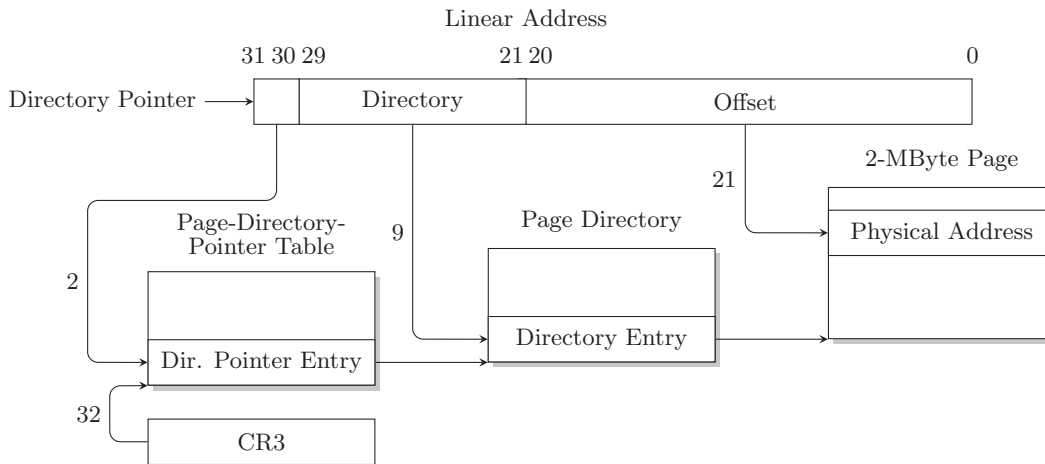 Linear Address
31 30 29 21 20 0
Directory Pointer Directory Offset
2-MByte Page
21
Page-Directory-
Pointer Table
9
Page Directory
Physical Address
2
Dir. Pointer Entry
Directory Entry
32
CR3